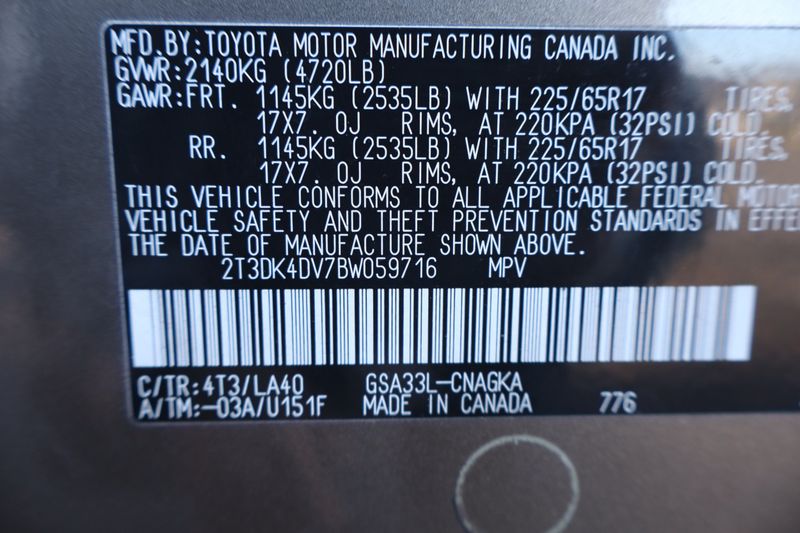 MFD.BY:TOYOTA MOTOR MANUFACTURING CANADA INC.
GVWR:2140KG (4720LB)
GAWR:FRT. 1145KG (2535LB) WITH 225/65R17 TIRES,
17X7. 0J RIMS, AT 220KPA (32PSI) COLD.
RR. 1145KG (2535LB) WITH 225/65R17 TIRES,
17X7. 0J RIMS, AT 220KPA (32PSI) COLD.
THIS VEHICLE CONFORMS TO ALL APPLICABLE FEDERAL MOTOR
VEHICLE SAFETY AND THEFT PREVENTION STANDARDS IN EFFE
THE DATE OF MANUFACTURE SHOWN ABOVE.
2T3DK4DV7BW059716 MPV
C/TR:4T3/LA40 GSA33L-CNAGKA
A/TM:-03A/U151F MADE IN CANADA 776